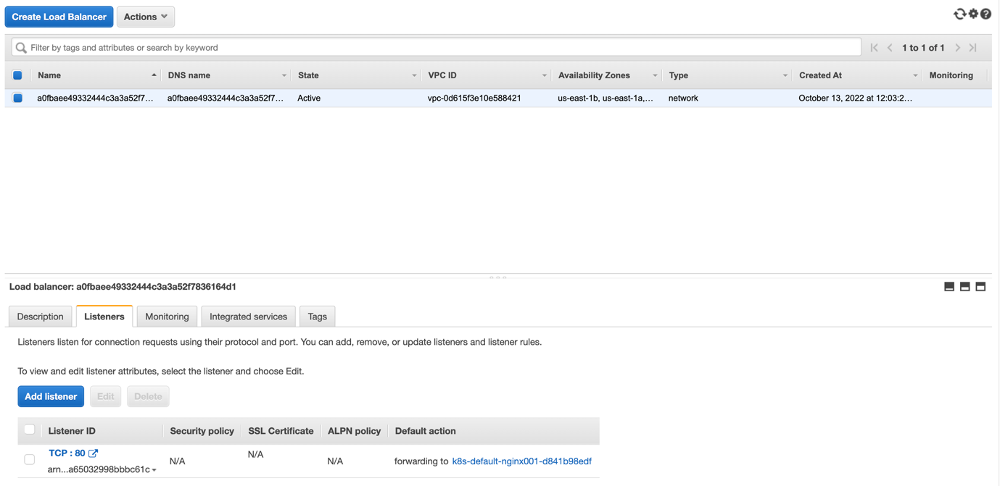 Create Load Balancer Actions
Filter by tags and attributes or search by keyword 1 to 1 of 1
Name DNS name State VPC ID Availability Zones Type Created At Monitoring
a0fbaee49332444c3a3a52f7... a0fbaee49332444c3a3a52f7... Active vpc-0d615f3e10e588421 us-east-1b, us-east-1a,... network October 13, 2022 at 12:03:2...
Load balancer: a0fbaee49332444c3a3a52f7836164d1
Description Listeners Monitoring Integrated services Tags
Listeners listen for connection requests using their protocol and port. You can add, remove, or update listeners and listener rules.
To view and edit listener attributes, select the listener and choose Edit.
Add listener Edit Delete
Listener ID Security policy SSL Certificate ALPN policy Default action
TCP : 80 N/A
N/A N/A forwarding to k8s-default-nginx001-d841b98edf
arn...a65032998bbbc61c